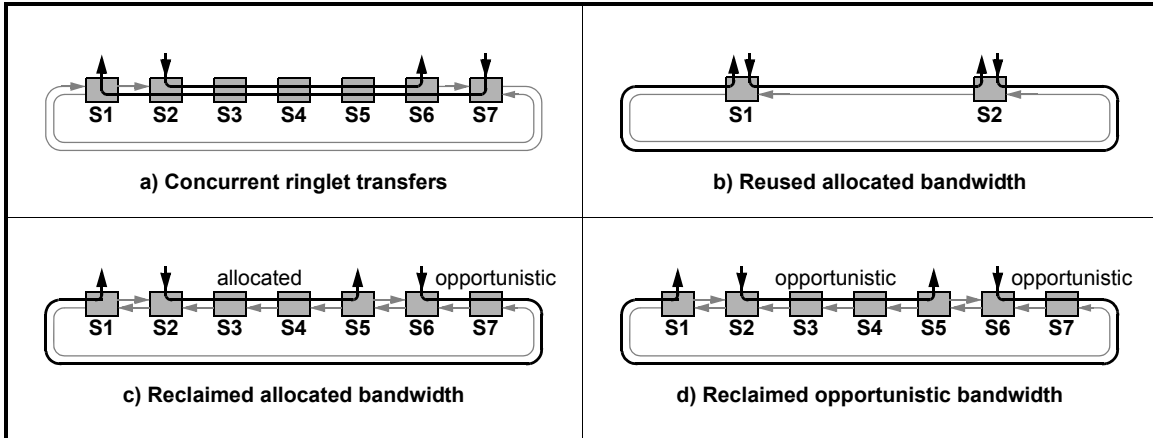 S1 S2 S3 S4 S5 S6 S7
a) Concurrent ringlet transfers
S1 S2
b) Reused allocated bandwidth
allocated opportunistic
S1 S2 S3 S4 S5 S6 S7
c) Reclaimed allocated bandwidth
opportunistic opportunistic
S1 S2 S3 S4 S5 S6 S7
d) Reclaimed opportunistic bandwidth